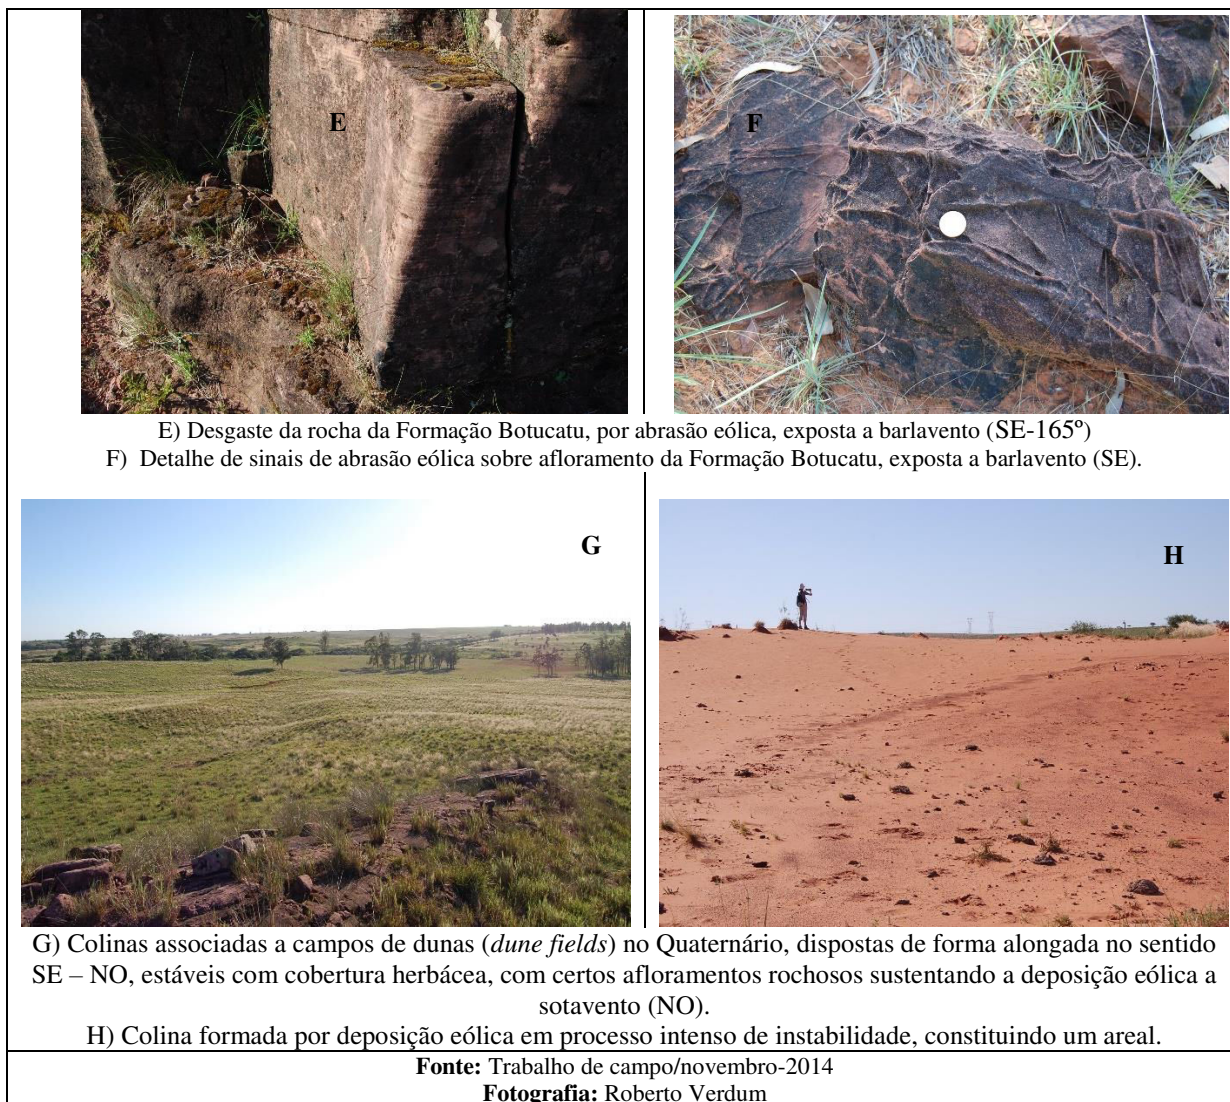 E
F
E) Desgaste da rocha da Formação Botucatu, por abrasão eólica, exposta a barlavento (SE-165º)
F) Detalhe de sinais de abrasão eólica sobre afloramento da Formação Botucatu, exposta a barlavento (SE).
G
H
G) Colinas associadas a campos de dunas (dune fields) no Quaternário, dispostas de forma alongada no sentido
SE – NO, estáveis com cobertura herbácea, com certos afloramentos rochosos sustentando a deposição eólica a
sotavento (NO).
H) Colina formada por deposição eólica em processo intenso de instabilidade, constituindo um areal.
Fonte: Trabalho de campo/novembro-2014
Fotografia: Roberto Verdum